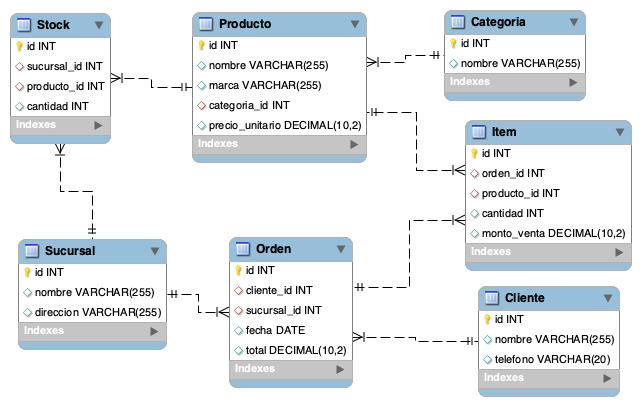 Stock
id INT
sucursal_id INT
producto_id INT
cantidad INT
Indexes
Producto
id INT
nombre VARCHAR(255)
marca VARCHAR(255)
categoria_id INT
precio_unitario DECIMAL(10,2)
Indexes
Categoria
id INT
nombre VARCHAR(255)
Indexes
Item
id INT
orden_id INT
producto_id INT
cantidad INT
monto_venta DECIMAL(10,2)
Indexes
Sucursal
id INT
nombre VARCHAR(255)
direccion VARCHAR(255)
Indexes
Orden
id INT
cliente_id INT
sucursal_id INT
fecha DATE
total DECIMAL(10,2)
Indexes
Cliente
id INT
nombre VARCHAR(255)
telefono VARCHAR(20)
Indexes